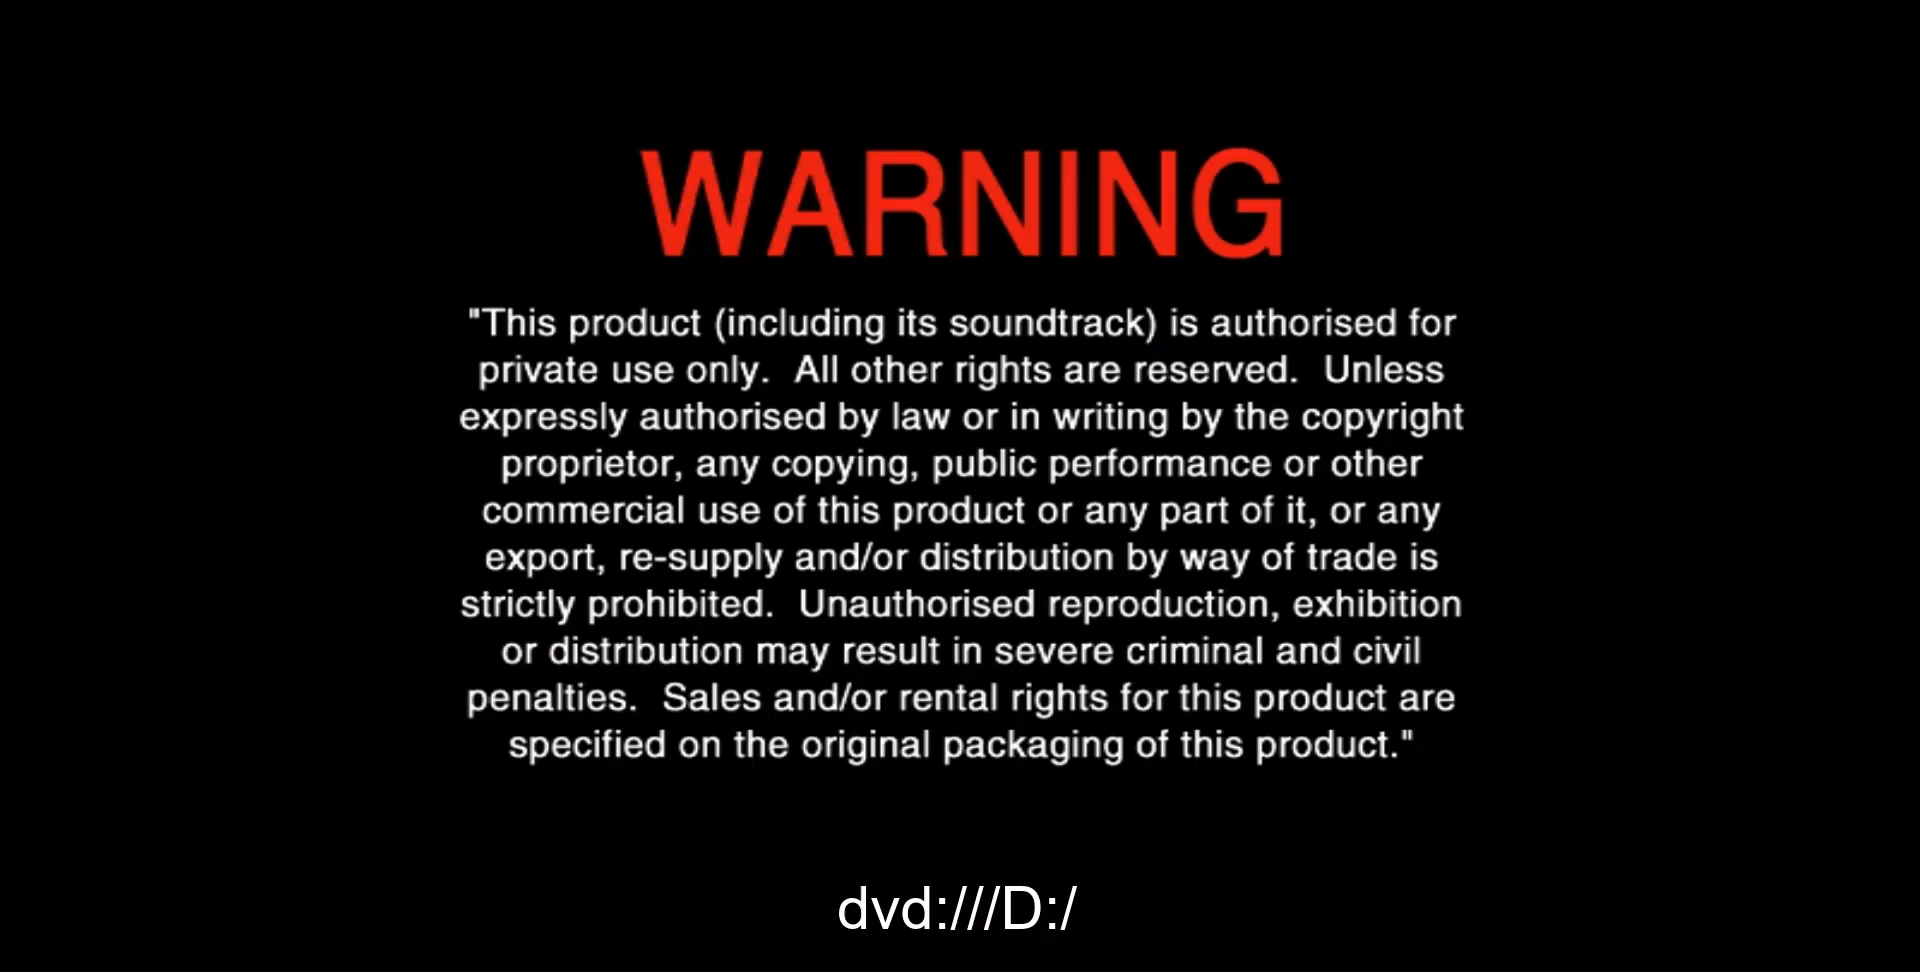 WARNING
"This product (including its soundtrack) is authorised for
private use only.  All other rights are reserved.  Unless
expressly authorised by law or in writing by the copyright
proprietor, any copying, public performance or other
commercial use of this product or any part of it, or any
export, re-supply and/or distribution by way of trade is
strictly prohibited.  Unauthorised reproduction, exhibition
or distribution may result in severe criminal and civil
penalties.  Sales and/or rental rights for this product are
specified on the original packaging of this product."
dvd:///D:/